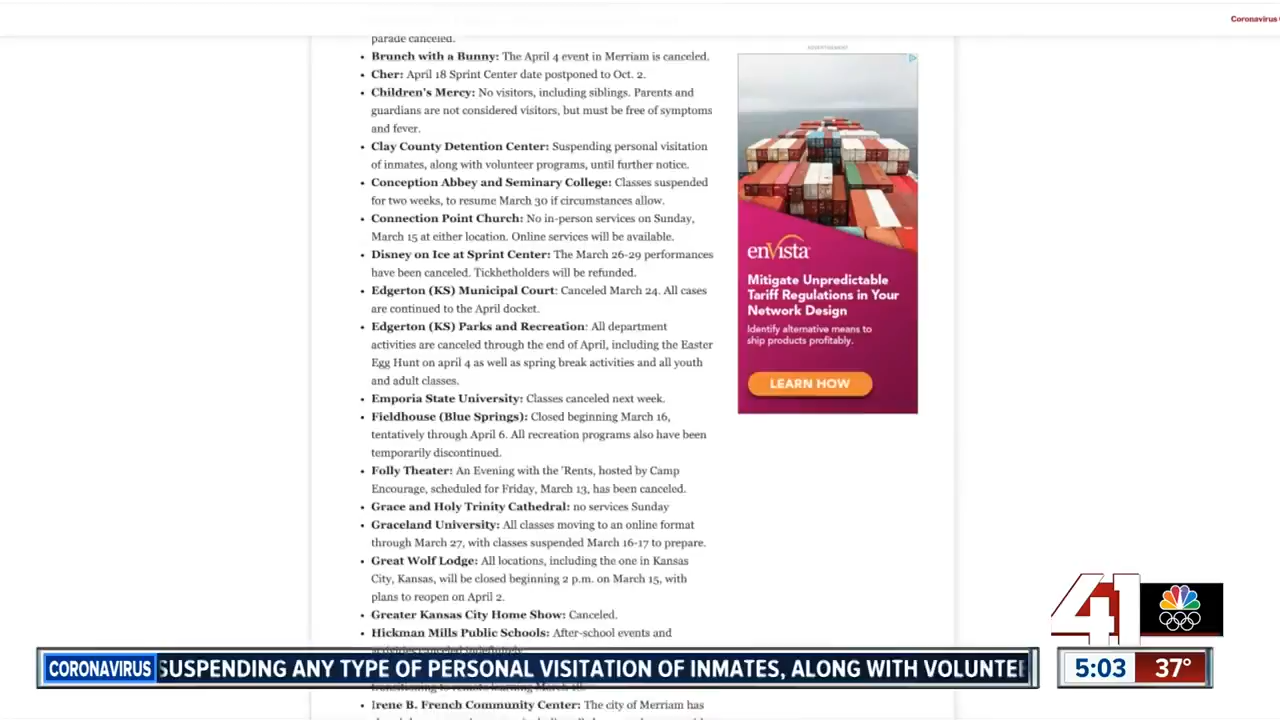 Coronavirus
parade canceled.
• Brunch with a Bunny: The April 4 event in Merriam is canceled.
• Cher: April 18 Sprint Center date postponed to Oct. 2.
• Children's Mercy: No visitors, including siblings. Parents and
guardians are not considered visitors, but must be free of symptoms
and fever.
• Clay County Detention Center: Suspending personal visitation
of inmates, along with volunteer programs, until further notice.
• Conception Abbey and Seminary College: Classes suspended
for two weeks, to resume March 30 if circumstances allow.
• Connection Point Church: No in-person services on Sunday,
March 15 at either location. Online services will be available.
• Disney on Ice at Sprint Center: The March 26-29 performances
have been canceled. Tickhetholders will be refunded.
• Edgerton (KS) Municipal Court: Canceled March 24. All cases
are continued to the April docket.
• Edgerton (KS) Parks and Recreation: All department
activities are canceled through the end of April, including the Easter
Egg Hunt on april 4 as well as spring break activities and all youth
and adult classes.
• Emporia State University: Classes canceled next week.
• Fieldhouse (Blue Springs): Closed beginning March 16,
tentatively through April 6. All recreation programs also have been
temporarily discontinued.
• Folly Theater: An Evening with the 'Rents, hosted by Camp
Encourage, scheduled for Friday, March 13, has been canceled.
• Grace and Holy Trinity Cathedral: no services Sunday
• Graceland University: All classes moving to an online format
through March 27, with classes suspended March 16-17 to prepare.
• Great Wolf Lodge: All locations, including the one in Kansas
City, Kansas, will be closed beginning 2 p.m. on March 15, with
plans to reopen on April 2.
• Greater Kansas City Home Show: Canceled.
• Hickman Mills Public Schools: After-school events and
• Irene B. French Community Center: The city of Merriam has
ADVERTISEMENT
enVista
Mitigate Unpredictable
Tariff Regulations in Your
Network Design
Identify alternative means to
ship products profitably.
LEARN HOW
41
CORONAVIRUS SUSPENDING ANY TYPE OF PERSONAL VISITATION OF INMATES, ALONG WITH VOLUNTEE
5:03 37°